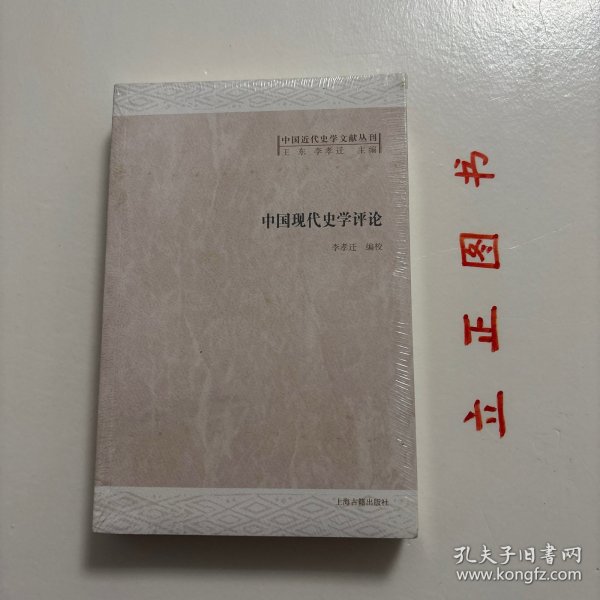 中国近代史学文献丛刊
王 东 李孝迁 主编
中国现代史学评论
李孝迁 编校
上海古籍出版社
立正图书
孔夫子旧书网
www.kongfz.com